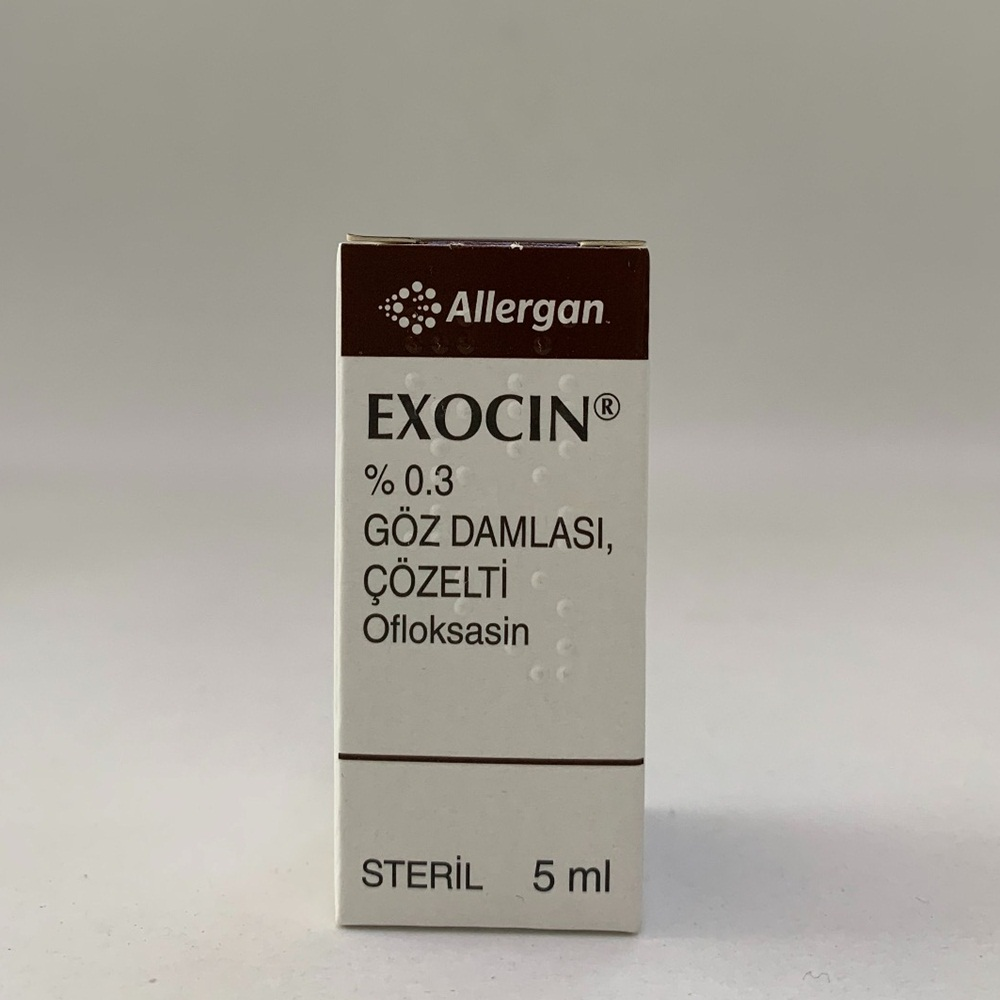 Allergan
EXOCIN®
% 0.3
GÖZ DAMLASI,
ÇÖZELTİ
Ofloksasin
STERİL 5 ml